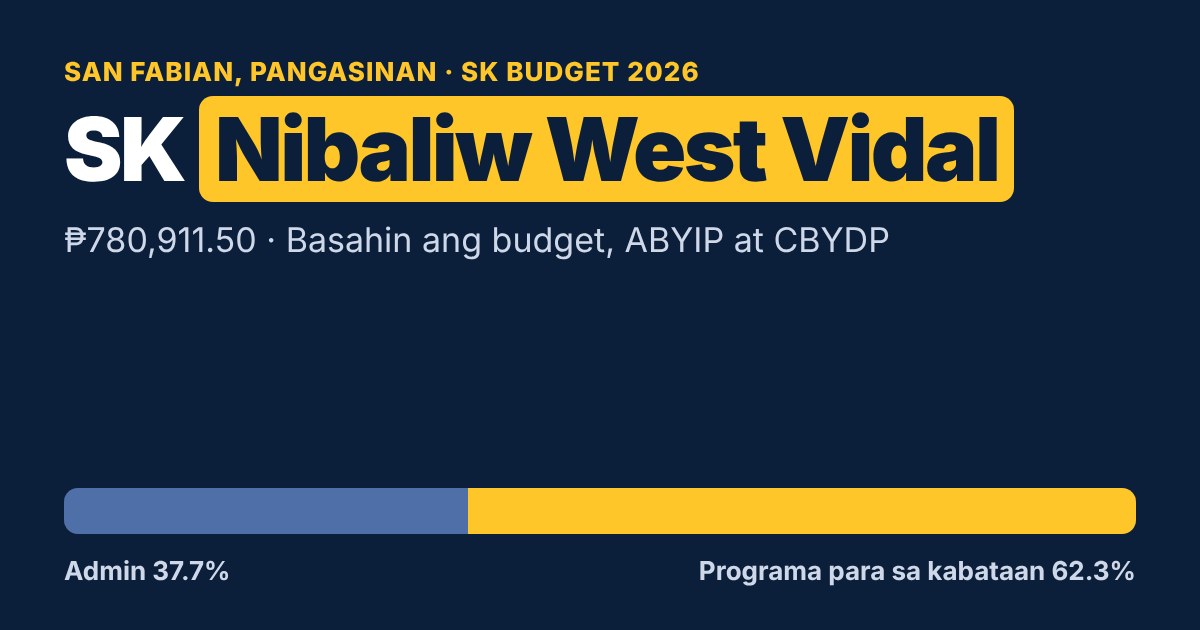 SAN FABIAN, PANGASINAN · SK BUDGET 2026
SK Nibaliw West Vidal
₱780,911.50 · Basahin ang budget, ABYIP at CBYDP
Admin 37.7%
Programa para sa kabataan 62.3%